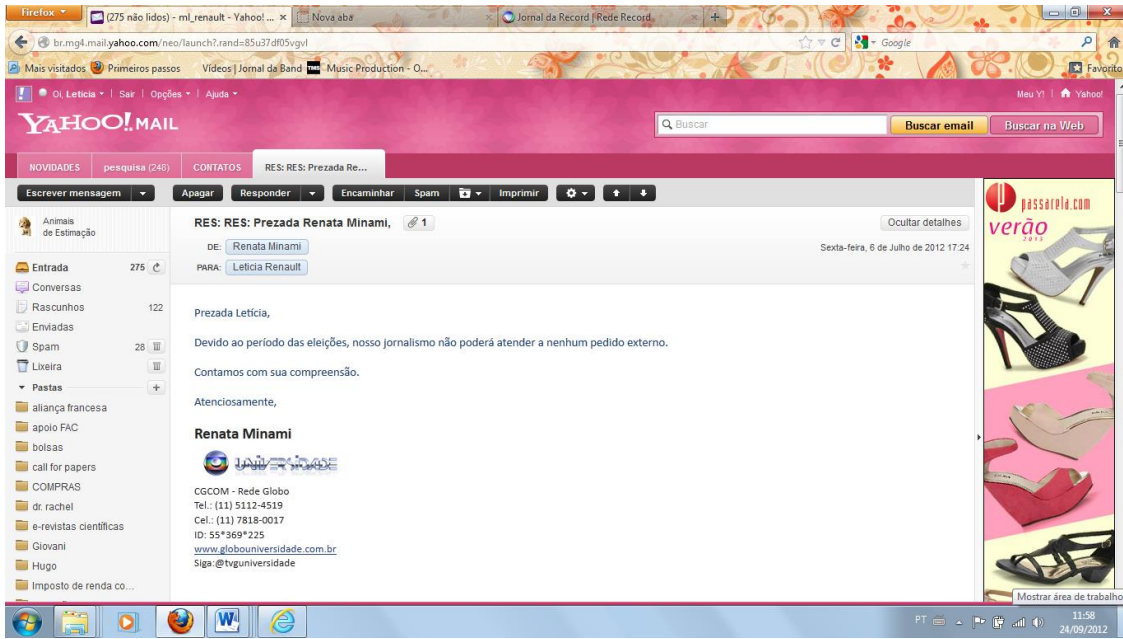 Firefox
(275 não lidos) - ml_renault - Yahoo! ...
Nova aba
Jornal da Record | Rede Record
br.mg4.mail.yahoo.com/neo/launch?.rand=85u37df05vgvl
Google
Mais visitados
Primeiros passos
Vídeos | Jornal da Band
Music Production - O...
Favorito
Oi, Leticia
Sair
Opções
Ajuda
Meu Y!
Yahoo!
YAHOO! MAIL
Buscar
Buscar email
Buscar na Web
NOVIDADES
pesquisa (248)
CONTATOS
RES: RES: Prezada Re...
Escrever mensagem
Apagar
Responder
Encaminhar
Spam
Imprimir
Animais
de Estimação
Entrada 275
Conversas
Rascunhos 122
Enviadas
Spam 28
Lixeira
Pastas
aliança francesa
apoio FAC
bolsas
call for papers
COMPRAS
dr. rachel
e-revistas científicas
Giovani
Hugo
Imposto de renda co...
RES: RES: Prezada Renata Minami, 1
Ocultar detalhes
DE: Renata Minami
Sexta-feira, 6 de Julho de 2012 17:24
PARA: Leticia Renault
Prezada Letícia,
Devido ao período das eleições, nosso jornalismo não poderá atender a nenhum pedido externo.
Contamos com sua compreensão.
Atenciosamente,
Renata Minami
UNIVERSIDADE
CGCOM - Rede Globo
Tel.: (11) 5112-4519
Cel.: (11) 7818-0017
ID: 55*369*225
www.globouniversidade.com.br
Siga:@tvguniversidade
passarela.com
verão
Mostrar área de trabalho
PT
11:58
24/09/2012